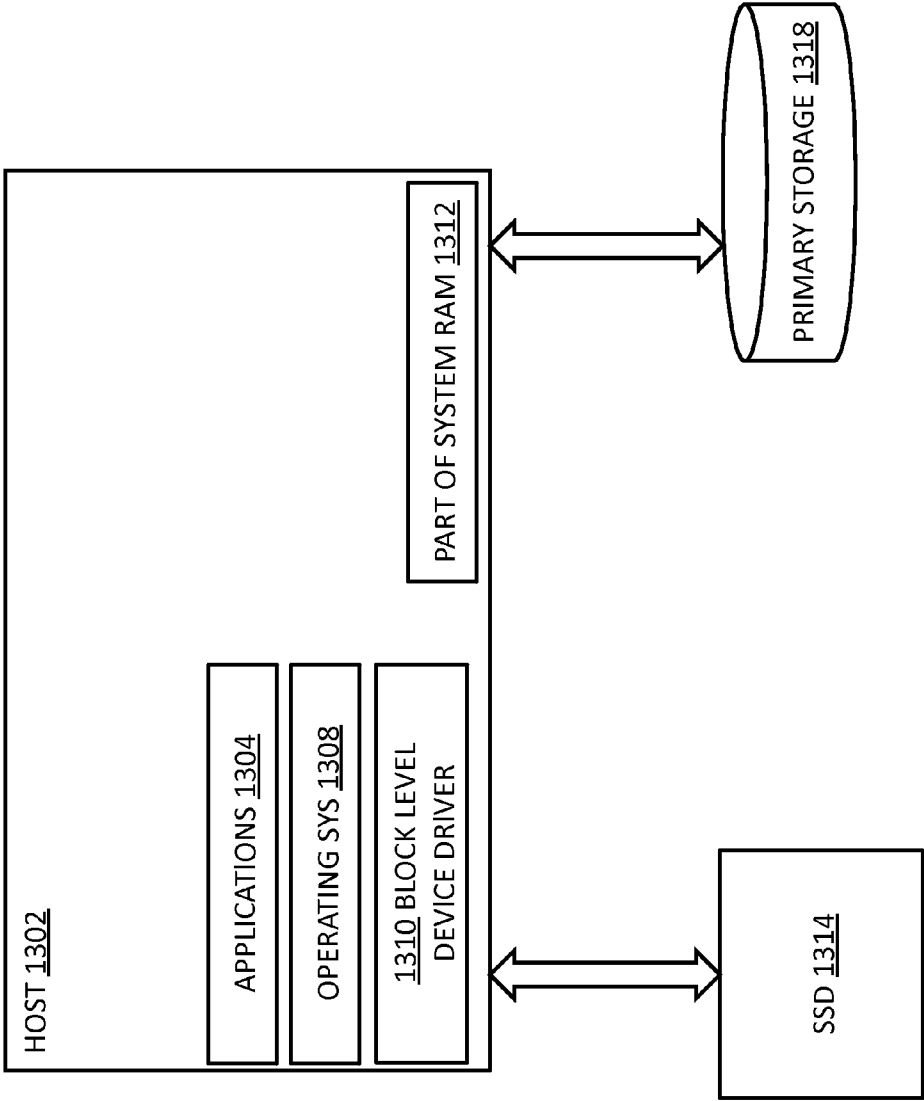 HOST 1302
APPLICATIONS 1304
OPERATING SYS 1308
1310 BLOCK LEVEL
DEVICE DRIVER
PART OF SYSTEM RAM 1312
SSD 1314
PRIMARY STORAGE 1318